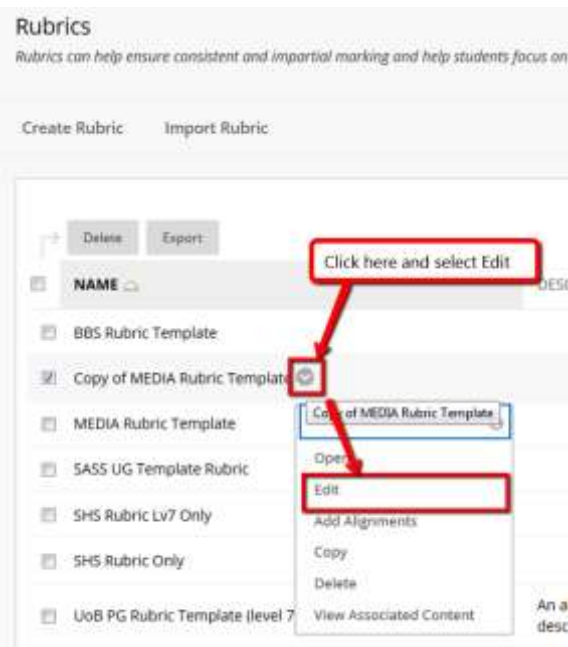 Rubrics
Rubrics can help ensure consistent and impartial marking and help students focus on
Create Rubric Import Rubric
Delete Export
Click here and select Edit
NAME DESC
BBS Rubric Template
Copy of MEDIA Rubric Template
MEDIA Rubric Template
Copy of MEDIA Rubric Template
Open
SASS UG Template Rubric
Edit
SHS Rubric Lv7 Only
Add Alignments
Copy
SHS Rubric Only
Delete
UoB PG Rubric Template (level 7
View Associated Content
An a
desc